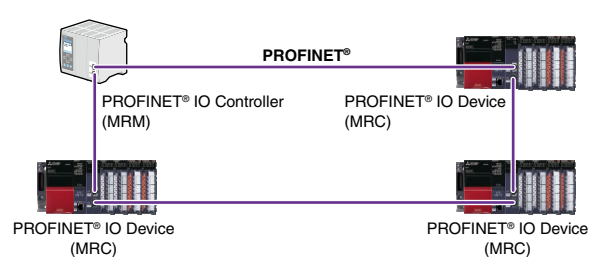 PROFINET®
PROFINET® IO Controller
(MRM)
PROFINET® IO Device
(MRC)
PROFINET® IO Device
(MRC)
PROFINET® IO Device
(MRC)